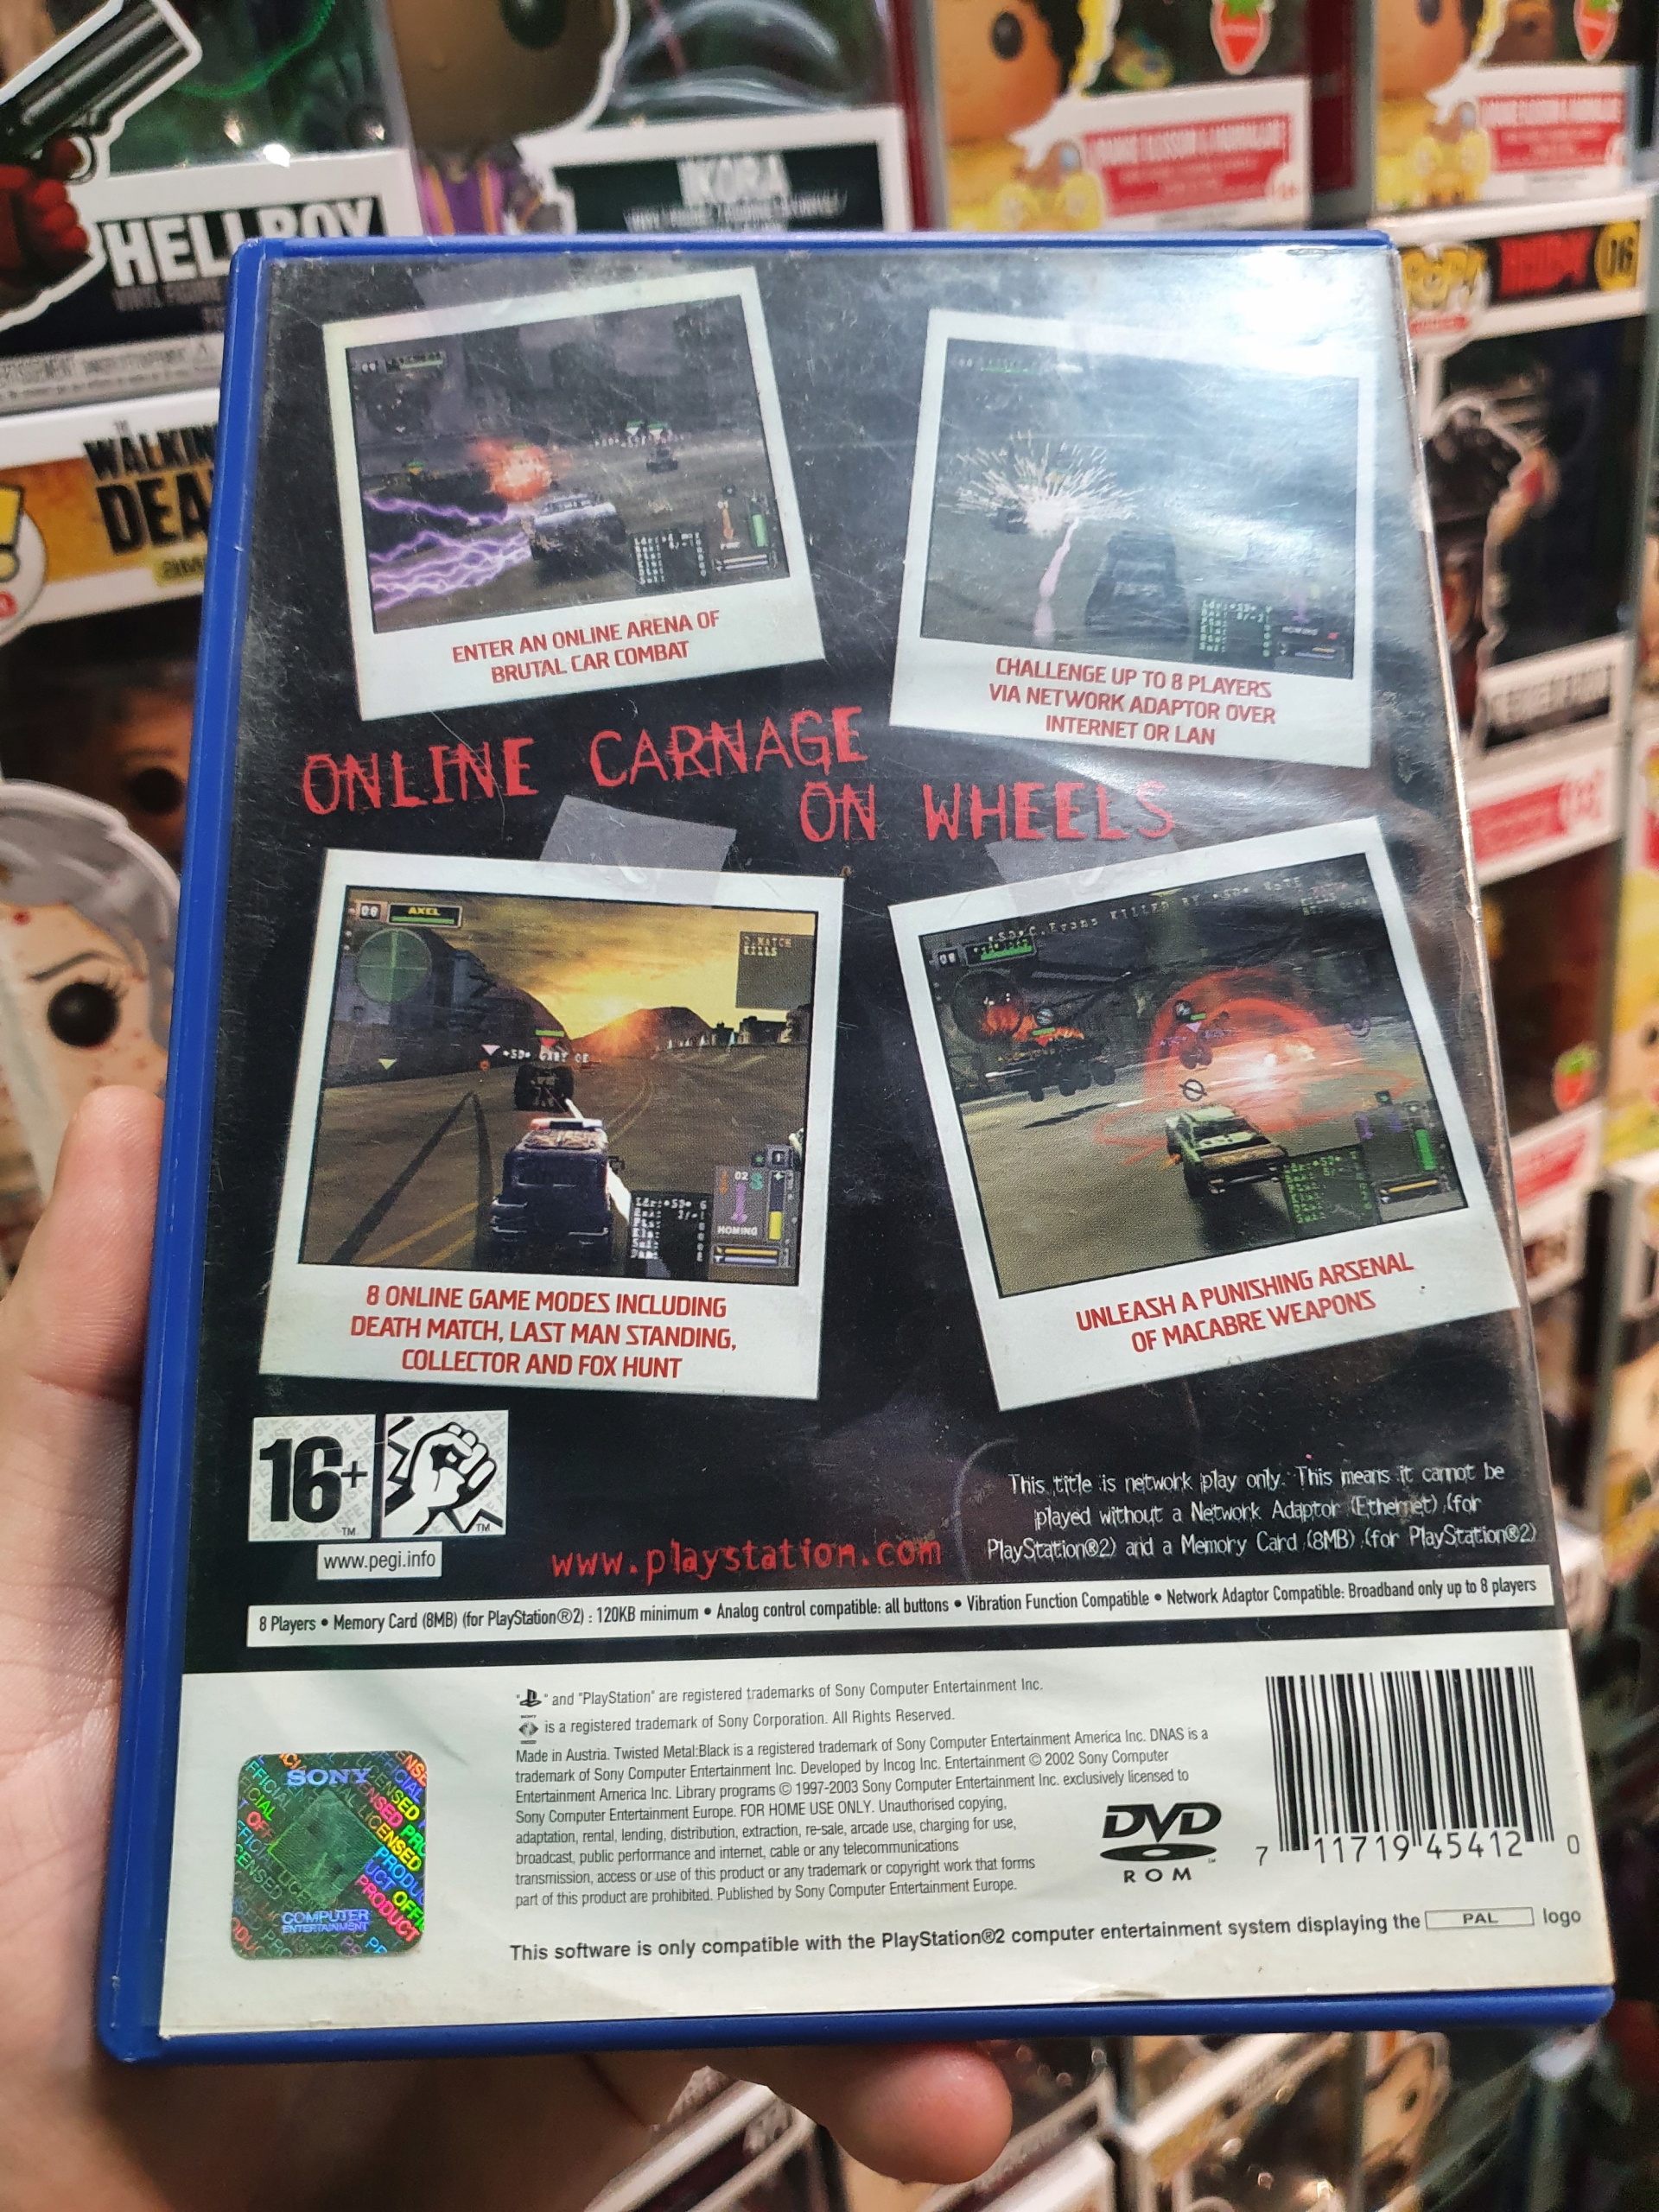 HELLBOY
IKORA
THE
WALKIN
DEA
06
ENTER AN ONLINE ARENA OF
BRUTAL CAR COMBAT
CHALLENGE UP TO 8 PLAYERS
VIA NETWORK ADAPTOR OVER
INTERNET OR LAN
ONLINE CARNAGE
ON WHEELS
AXEL
HOMING
02
KILLS
8 ONLINE GAME MODES INCLUDING
DEATH MATCH, LAST MAN STANDING,
COLLECTOR AND FOX HUNT
UNLEASH A PUNISHING ARSENAL
OF MACABRE WEAPONS
16+
TM
TM
www.pegi.info
www.playstation.com
This title is network play only. This means it cannot be
played without a Network Adaptor (Ethernet) (for
PlayStation®2) and a Memory Card (8MB) (for PlayStation®2)
8 Players • Memory Card (8MB) (for PlayStation®2) : 120KB minimum • Analog control compatible: all buttons • Vibration Function Compatible • Network Adaptor Compatible: Broadband only up to 8 players
" " and "PlayStation" are registered trademarks of Sony Computer Entertainment Inc.
is a registered trademark of Sony Corporation. All Rights Reserved.
Made in Austria. Twisted Metal:Black is a registered trademark of Sony Computer Entertainment America Inc. DNAS is a
trademark of Sony Computer Entertainment Inc. Developed by Incog Inc. Entertainment © 2002 Sony Computer
Entertainment America Inc. Library programs © 1997-2003 Sony Computer Entertainment Inc. exclusively licensed to
Sony Computer Entertainment Europe. FOR HOME USE ONLY. Unauthorised copying,
adaptation, rental, lending, distribution, extraction, re-sale, arcade use, charging for use,
broadcast, public performance and internet, cable or any telecommunications
transmission, access or use of this product or any trademark or copyright work that forms
part of this product are prohibited. Published by Sony Computer Entertainment Europe.
This software is only compatible with the PlayStation®2 computer entertainment system displaying the PAL logo
SONY
COMPUTER
ENTERTAINMENT
DVD
ROM
7 11719 45412 0